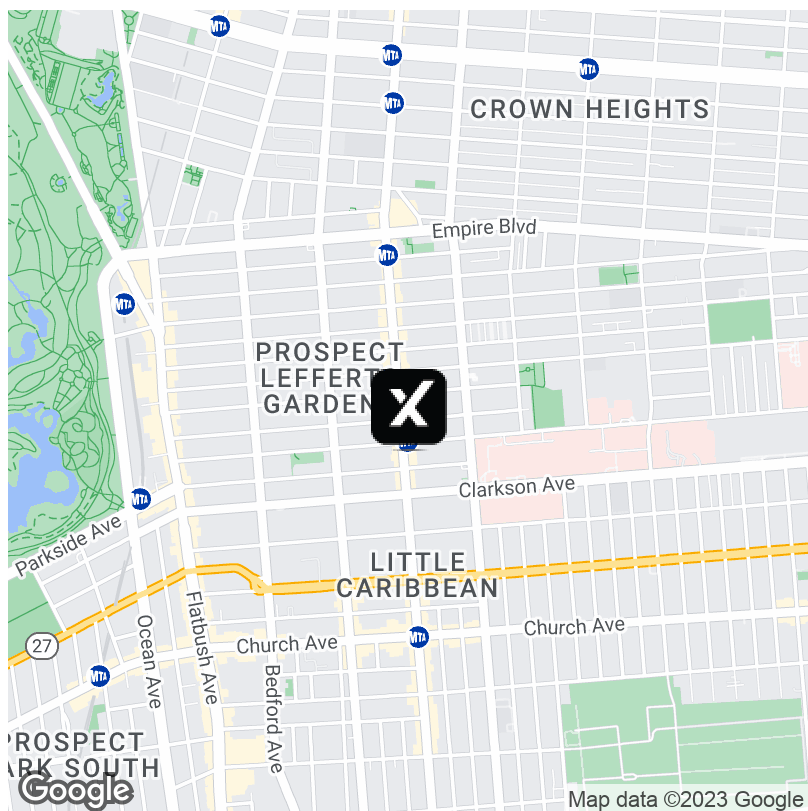 MTA
MTA
MTA
MTA
CROWN HEIGHTS
Empire Blvd
MTA
MTA
PROSPECT
LEFFERT
GARDEN
X
MTA
Clarkson Ave
MTA
Parkside Ave
LITTLE
CARIBBEAN
27
Ocean Ave
Flatbush Ave
Bedford Ave
Church Ave
Church Ave
MTA
MTA
PROSPECT
ARK SOUTH
Google
Map data ©2023 Google